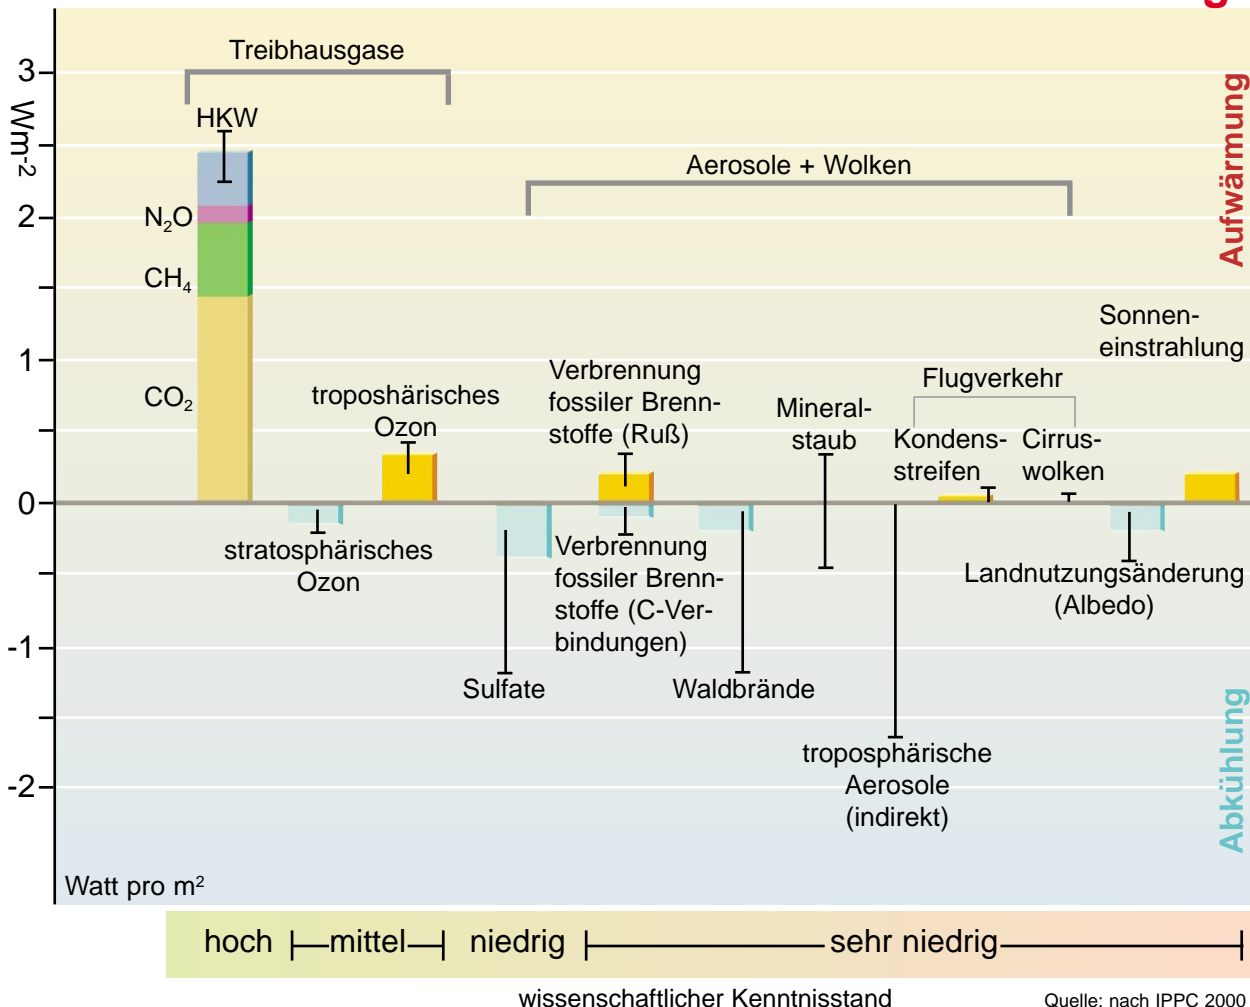 g
Treibhausgase
3
Wm-2
HKW
Aerosole + Wolken
Aufwärmung
N2O
2
CH4
Sonnen-
einstrahlung
1
CO2
troposhärisches
Ozon
Verbrennung
fossiler Brenn-
stoffe (Ruß)
Mineral-
staub
Flugverkehr
Kondens-
streifen
Cirrus-
wolken
0
stratosphärisches
Ozon
Verbrennung
fossiler Brenn-
stoffe (C-Ver-
bindungen)
Landnutzungsänderung
(Albedo)
-1
Sulfate
Waldbrände
troposphärische
Aerosole
(indirekt)
-2
Abkühlung
Watt pro m2
hoch mittel niedrig sehr niedrig
wissenschaftlicher Kenntnisstand
Quelle: nach IPPC 2000